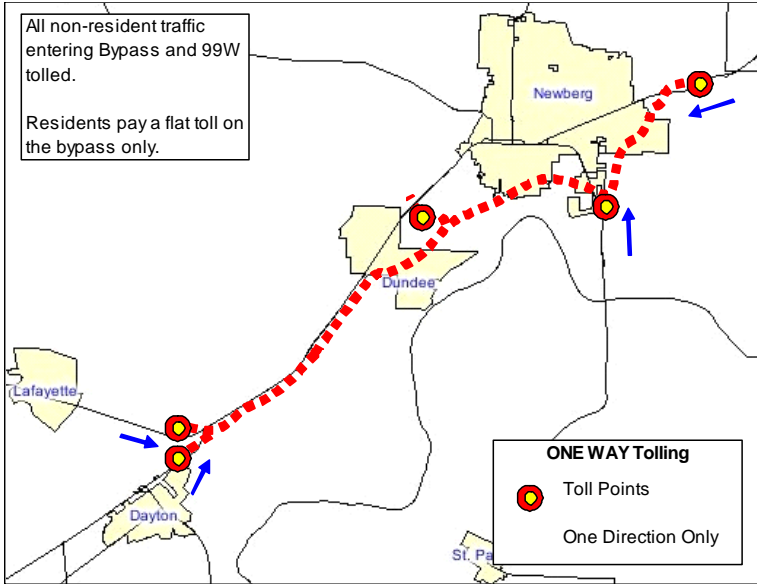 All non-resident traffic
entering Bypass and 99W
tolled.
Residents pay a flat toll on
the bypass only.
Newberg
Dundee
Lafayette
Dayton
St. Pa
ONE WAY Tolling
Toll Points
One Direction Only